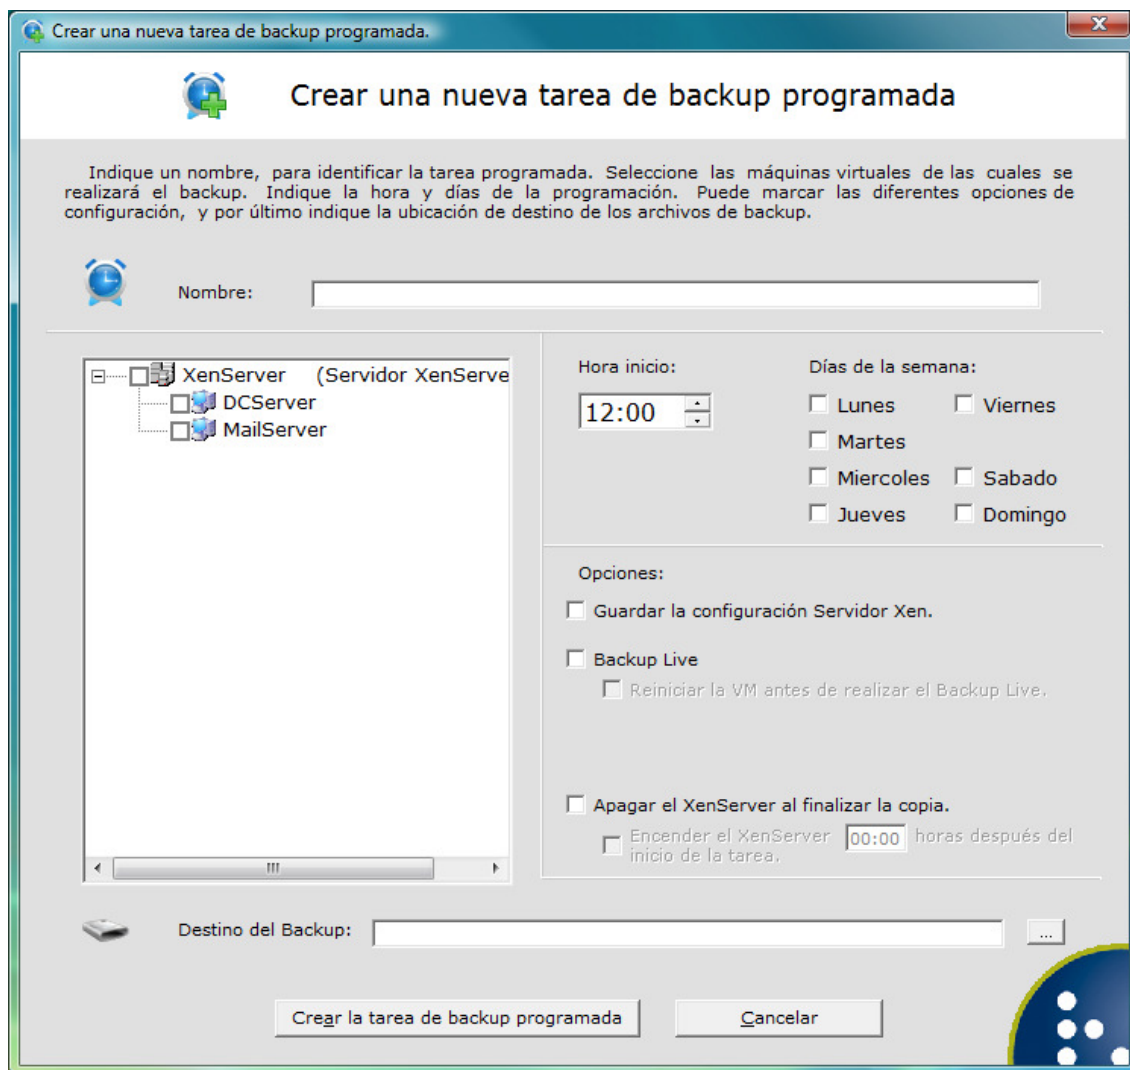 Crear una nueva tarea de backup programada.
Crear una nueva tarea de backup programada
Indique un nombre, para identificar la tarea programada. Seleccione las máquinas virtuales de las cuales se
realizará el backup. Indique la hora y días de la programación. Puede marcar las diferentes opciones de
configuración, y por último indique la ubicación de destino de los archivos de backup.
Nombre:
XenServer (Servidor XenServe
DCServer
MailServer
Hora inicio:
12:00
Días de la semana:
Lunes Viernes
Martes
Miercoles Sabado
Jueves Domingo
Opciones:
Guardar la configuración Servidor Xen.
Backup Live
Reiniciar la VM antes de realizar el Backup Live.
Apagar el XenServer al finalizar la copia.
Encender el XenServer 00:00 horas después del
inicio de la tarea.
Destino del Backup: ...
Crear la tarea de backup programada Cancelar